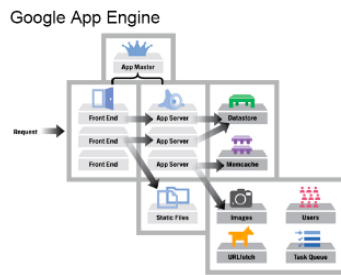 Google App Engine
App Master
Front End
App Server
Datastore
Request
Front End
App Server
Front End
App Server
Memcache
Static Files
Images
Users
URLfetch
Task Queue